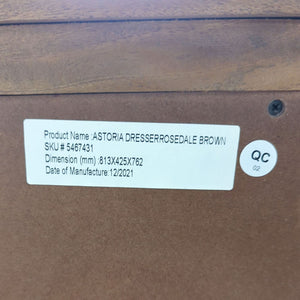 Product Name :ASTORIA DRESSERROSEDALE BROWN
SKU # 5467431
Dimension (mm) :813X425X762
Date of Manufacture:12/2021
QC
02